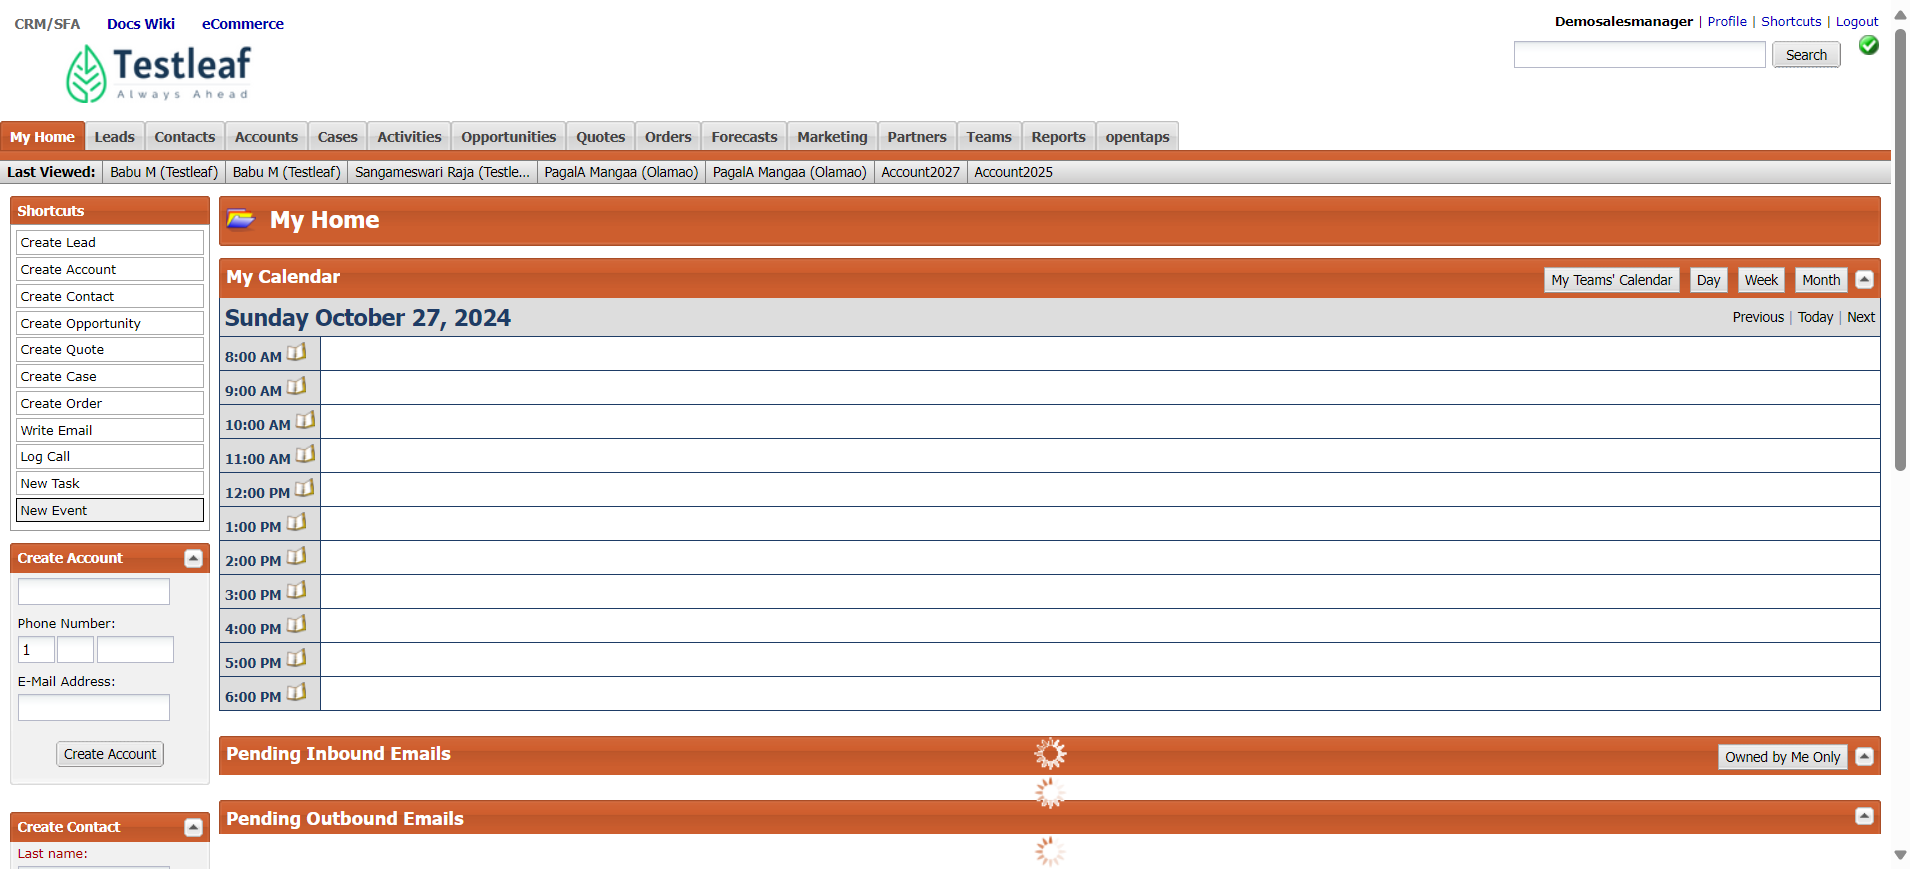 CRM/SFA Docs Wiki eCommerce
Demosalesmanager | Profile | Shortcuts | Logout
Testleaf
Always Ahead
Search
My Home Leads Contacts Accounts Cases Activities Opportunities Quotes Orders Forecasts Marketing Partners Teams Reports opentaps
Last Viewed: Babu M (Testleaf) Babu M (Testleaf) Sangameswari Raja (Testle... PagalA Mangaa (Olamao) PagalA Mangaa (Olamao) Account2027 Account2025
Shortcuts
Create Lead
Create Account
Create Contact
Create Opportunity
Create Quote
Create Case
Create Order
Write Email
Log Call
New Task
New Event
Create Account
Phone Number:
1
E-Mail Address:
Create Account
Create Contact
Last name:
My Home
My Calendar
My Teams' Calendar Day Week Month
Sunday October 27, 2024
Previous | Today | Next
8:00 AM
9:00 AM
10:00 AM
11:00 AM
12:00 PM
1:00 PM
2:00 PM
3:00 PM
4:00 PM
5:00 PM
6:00 PM
Pending Inbound Emails
Owned by Me Only
Pending Outbound Emails